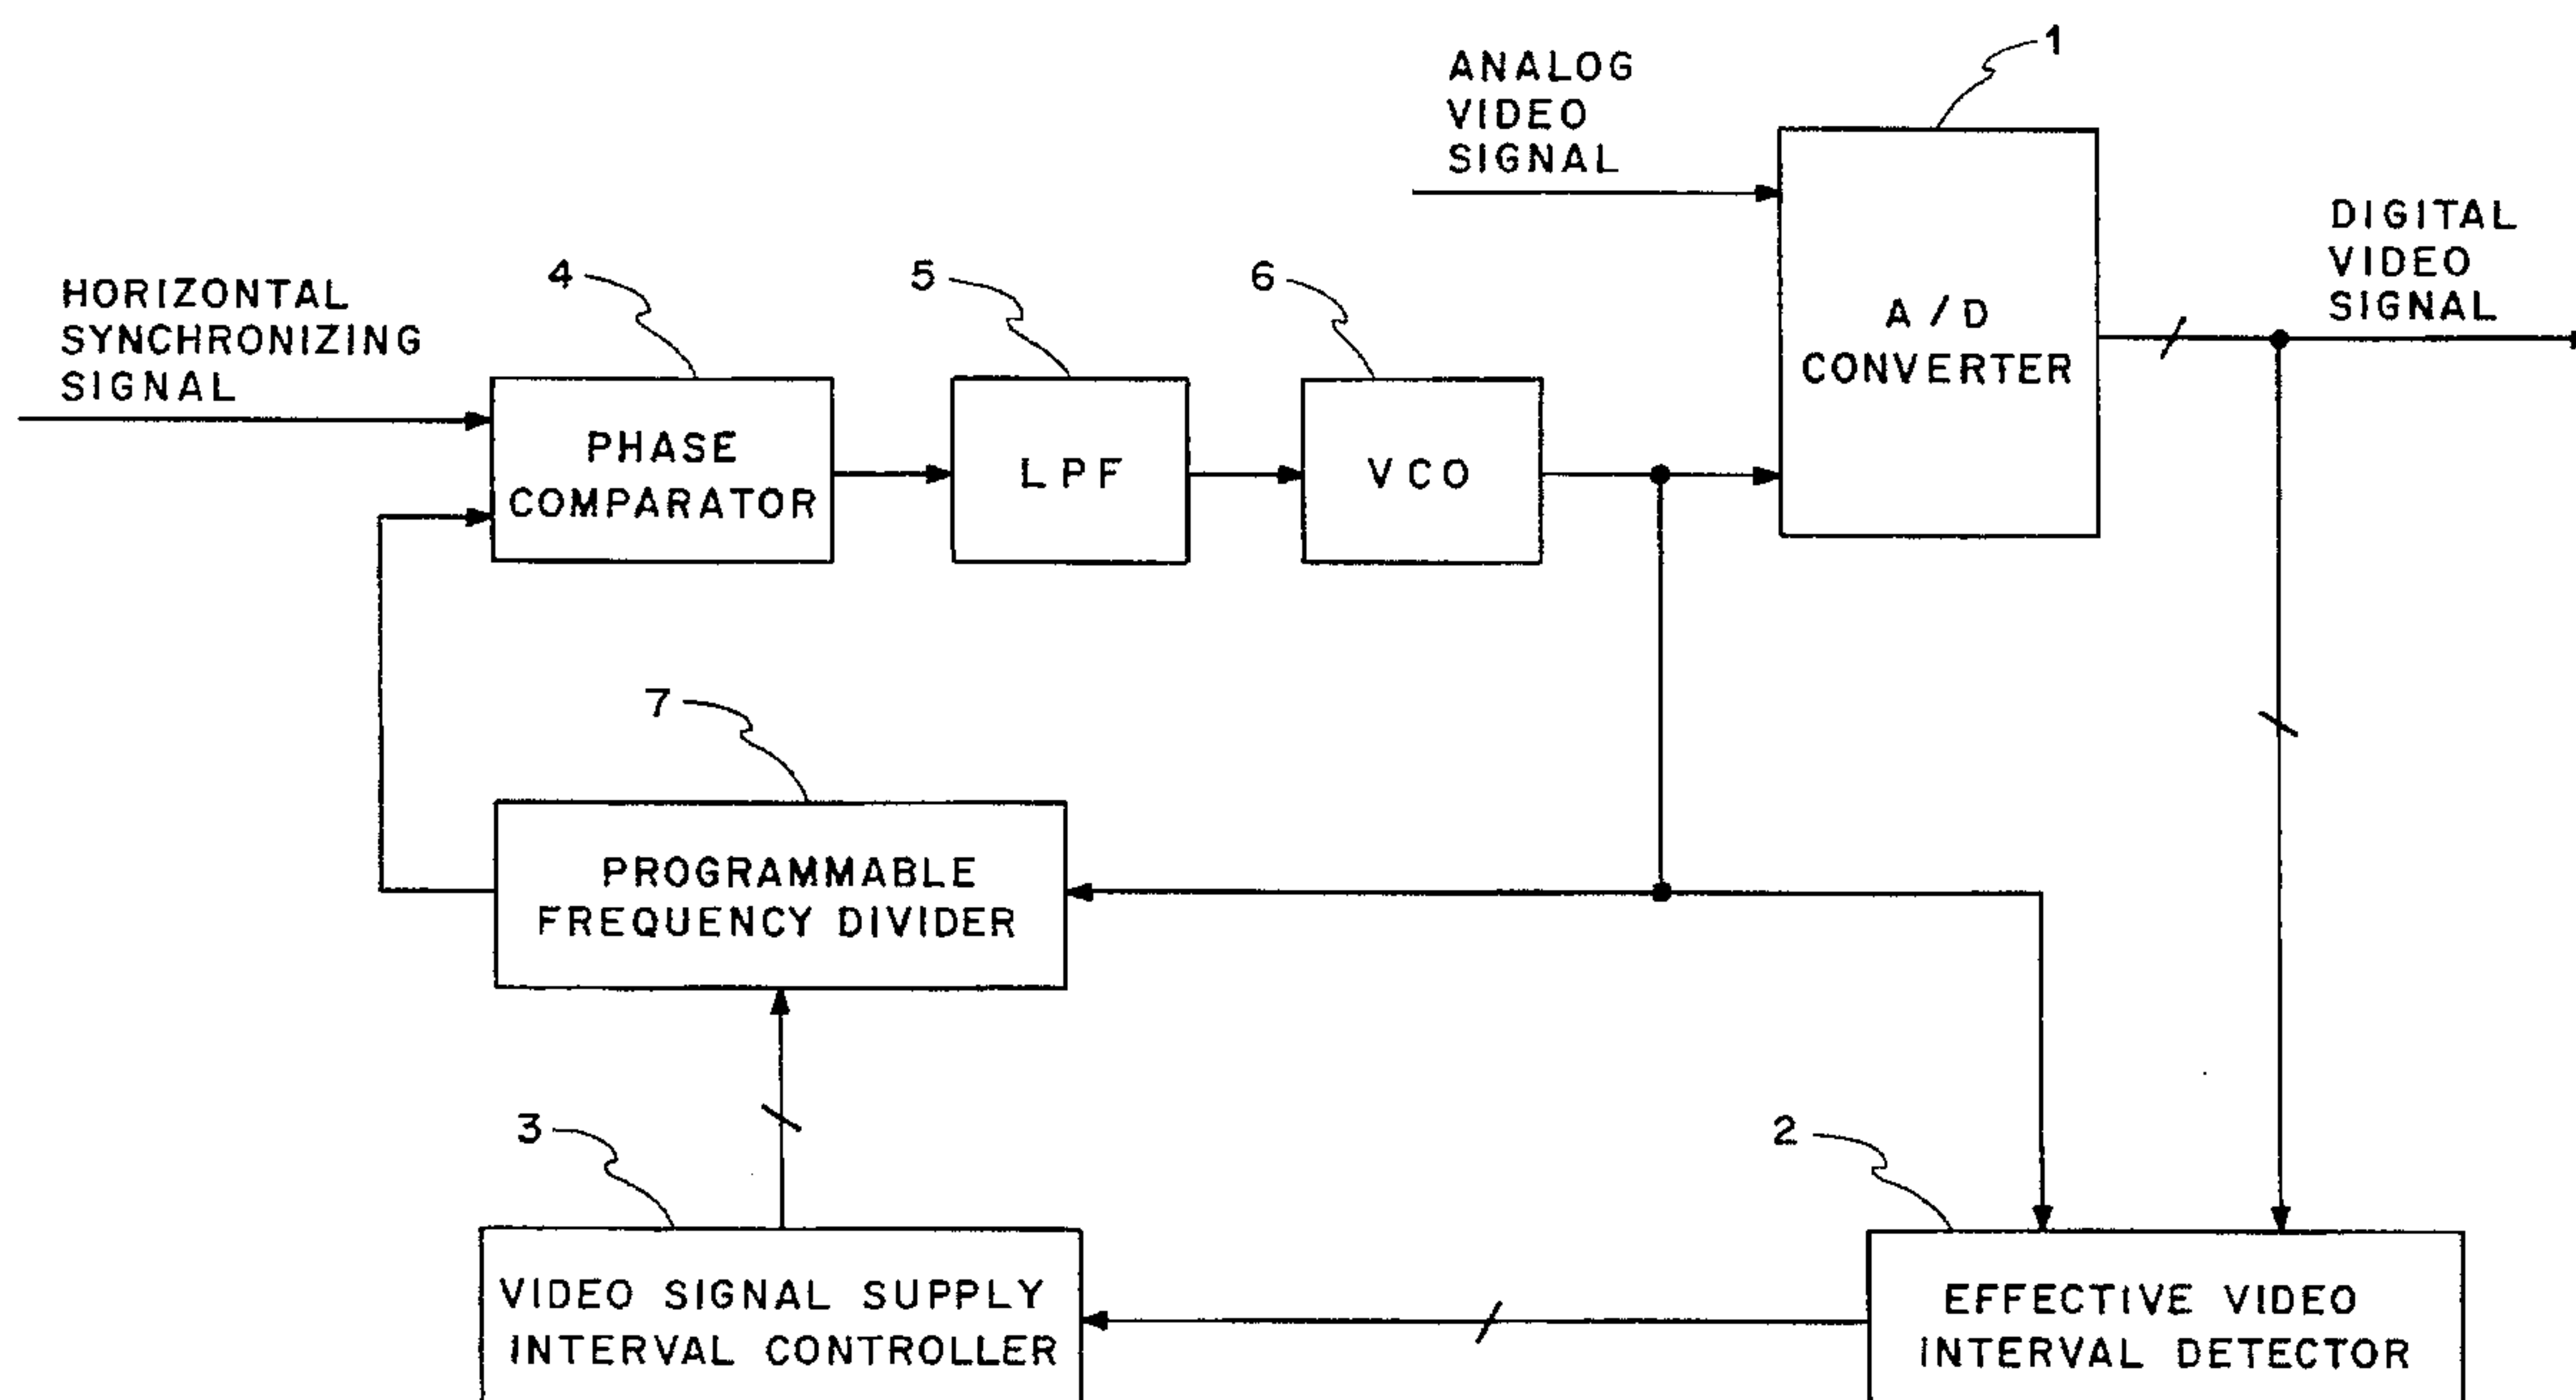 1
ANALOG
VIDEO
SIGNAL
DIGITAL
VIDEO
SIGNAL
A/D
CONVERTER
HORIZONTAL
SYNCHRONIZING
SIGNAL
4
5
6
PHASE
COMPARATOR
LPF
VCO
7
PROGRAMMABLE
FREQUENCY DIVIDER
3
2
VIDEO SIGNAL SUPPLY
INTERVAL CONTROLLER
EFFECTIVE VIDEO
INTERVAL DETECTOR